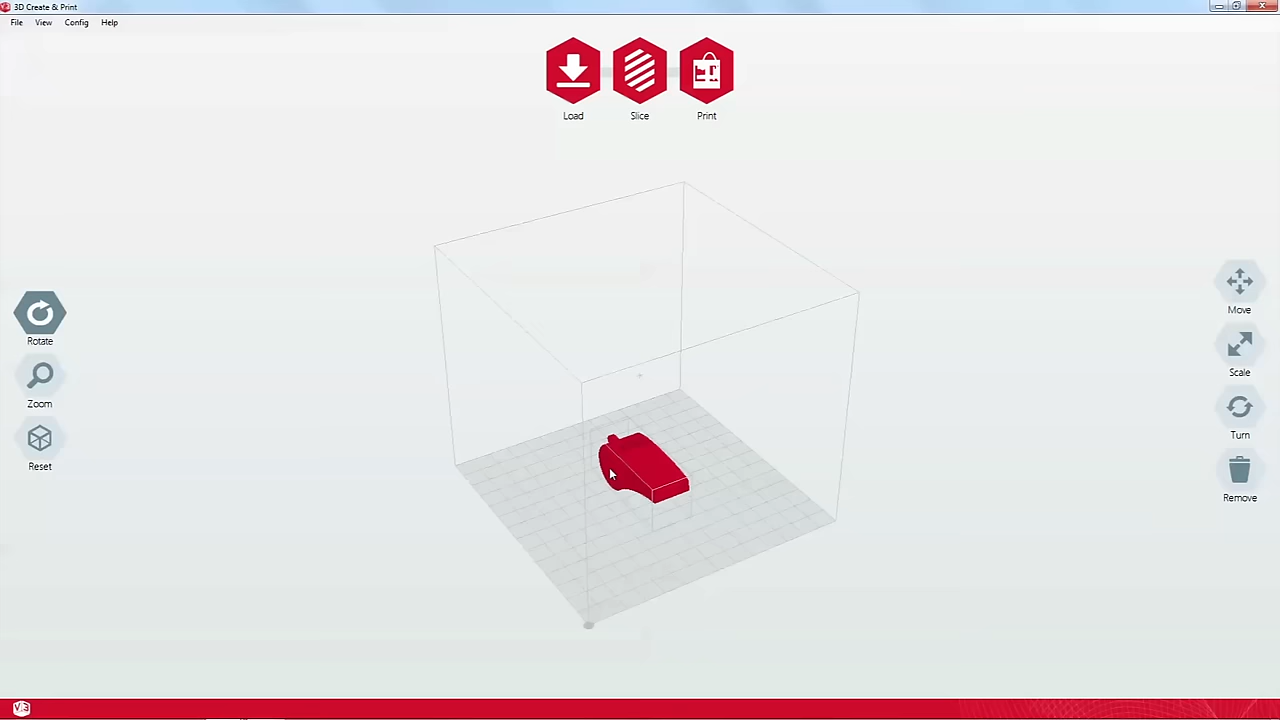 3D Create & Print
File View Config Help
Load Slice Print
Rotate
Zoom
Reset
Move
Scale
Turn
Remove